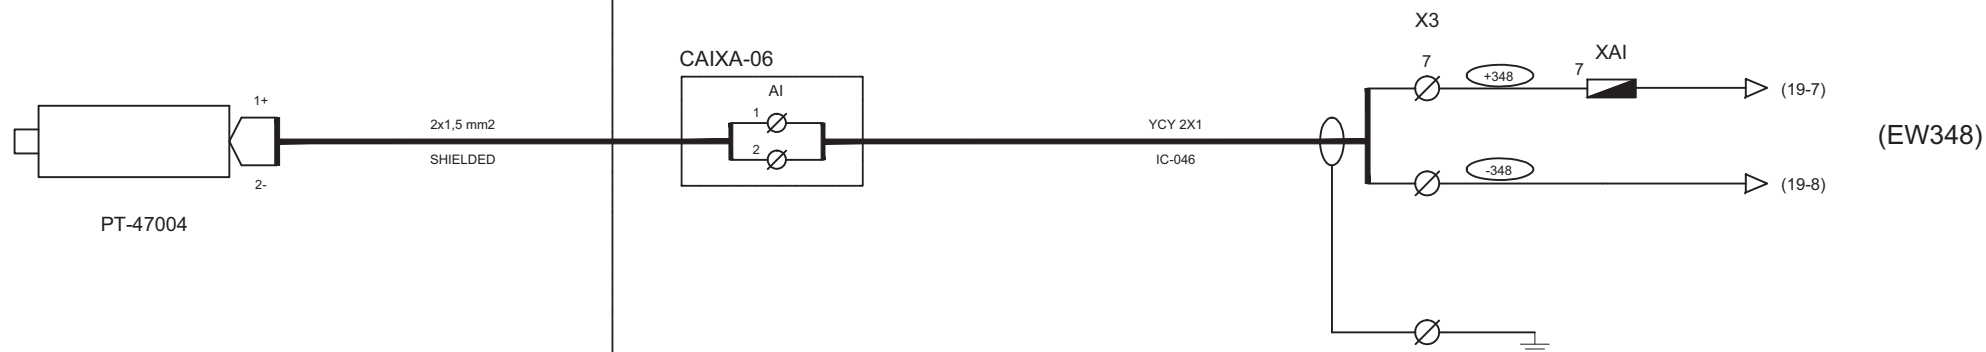 X3
CAIXA-06
7
XAI
7
+348
(19-7)
AI
1+
1
2x1,5 mm2
YCY 2X1
(EW348)
2
SHIELDED
IC-046
-348
2-
(19-8)
PT-47004